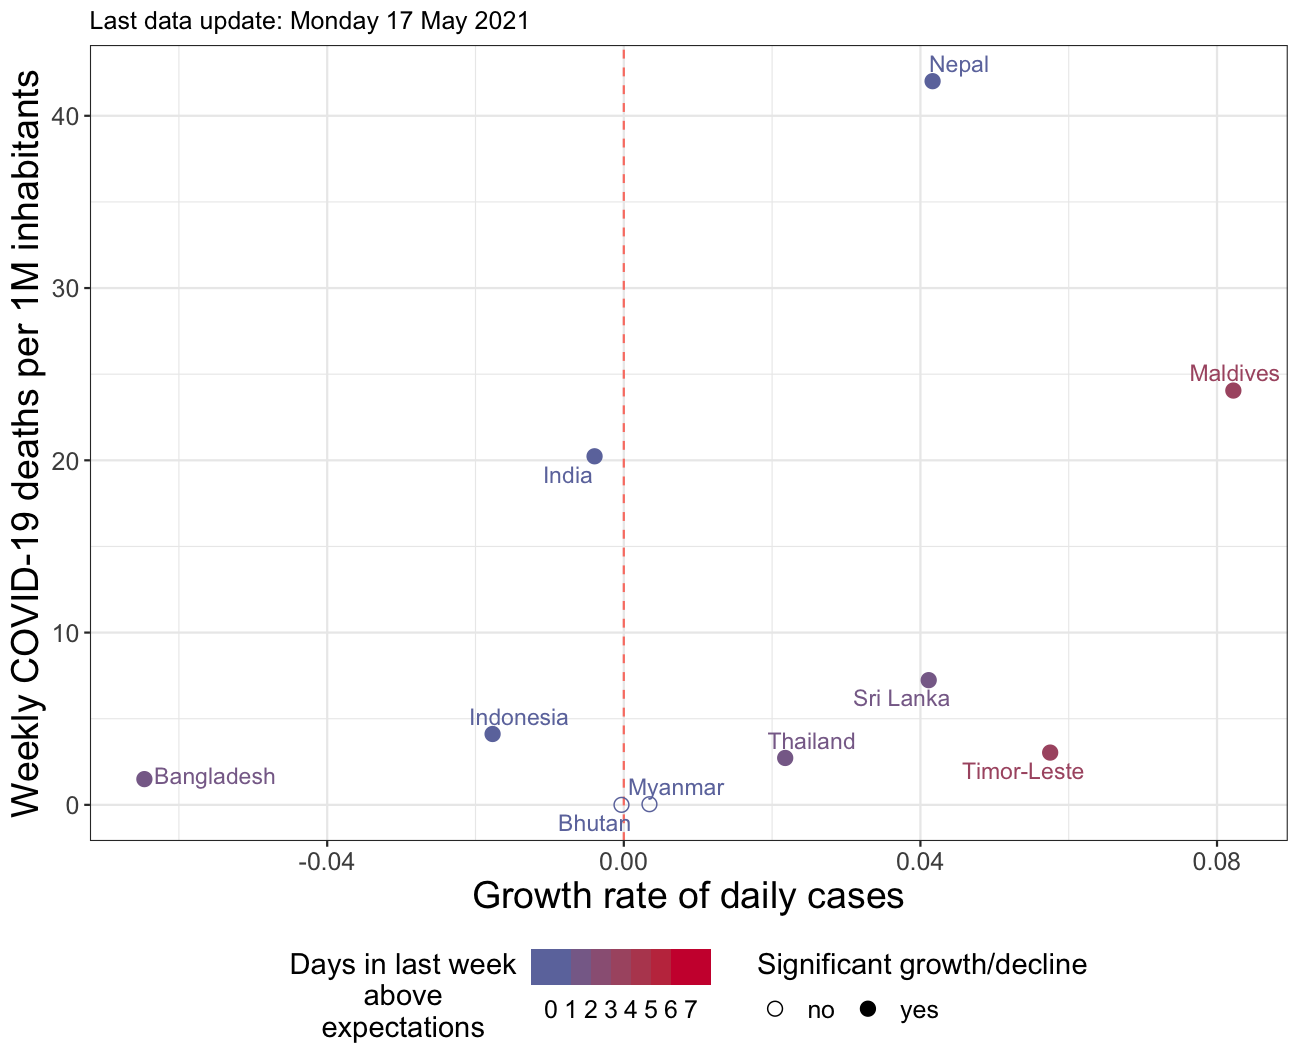 Last data update: Monday 17 May 2021
Weekly COVID-19 deaths per 1M inhabitants
40
30
20
10
0
Nepal
Maldives
India
Sri Lanka
Indonesia
Thailand
Timor-Leste
Bangladesh
Myanmar
Bhutan
-0.04 0.00 0.04 0.08
Growth rate of daily cases
Days in last week
above
expectations
0 1 2 3 4 5 6 7
Significant growth/decline
no yes